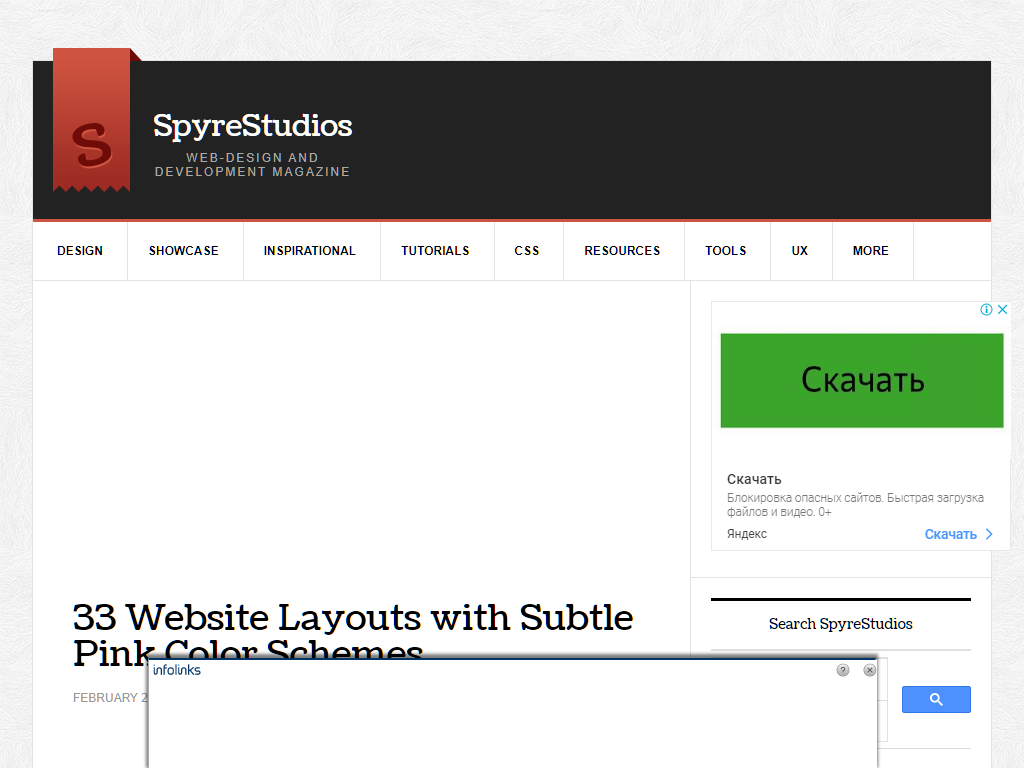 S
SpyreStudios
WEB-DESIGN AND
DEVELOPMENT MAGAZINE
DESIGN SHOWCASE INSPIRATIONAL TUTORIALS CSS RESOURCES TOOLS UX MORE
Скачать
Скачать
Блокировка опасных сайтов. Быстрая загрузка
файлов и видео. 0+
Яндекс Скачать
33 Website Layouts with Subtle
Pink Color Schemes
FEBRUARY 2
Search SpyreStudios
infolinks